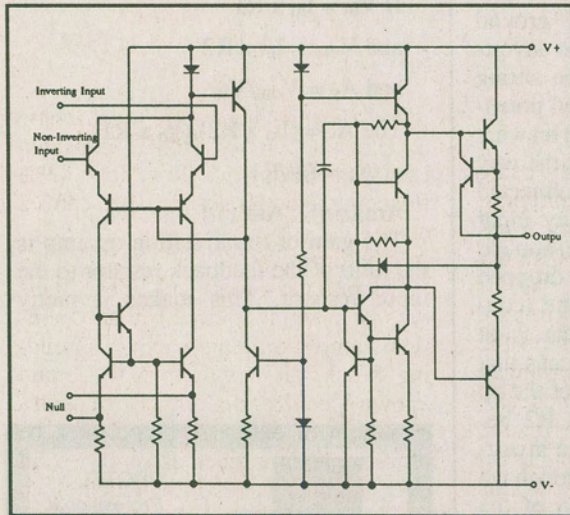 V+
Inverting Input
Non-Inverting
Input
Outpu
Null
V-